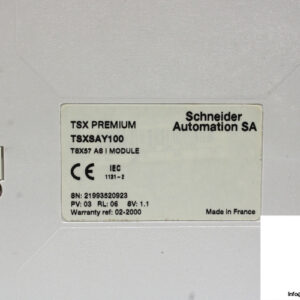 TSX PREMIUM
Schneider
Automation SA
TSXSAY100
TSX57 AS I MODULE
CE
IEC
1131-2
SN: 21993520923
PV: 03 RL: 06 SV: 1.1
Warranty ref: 02-2000
Made in France